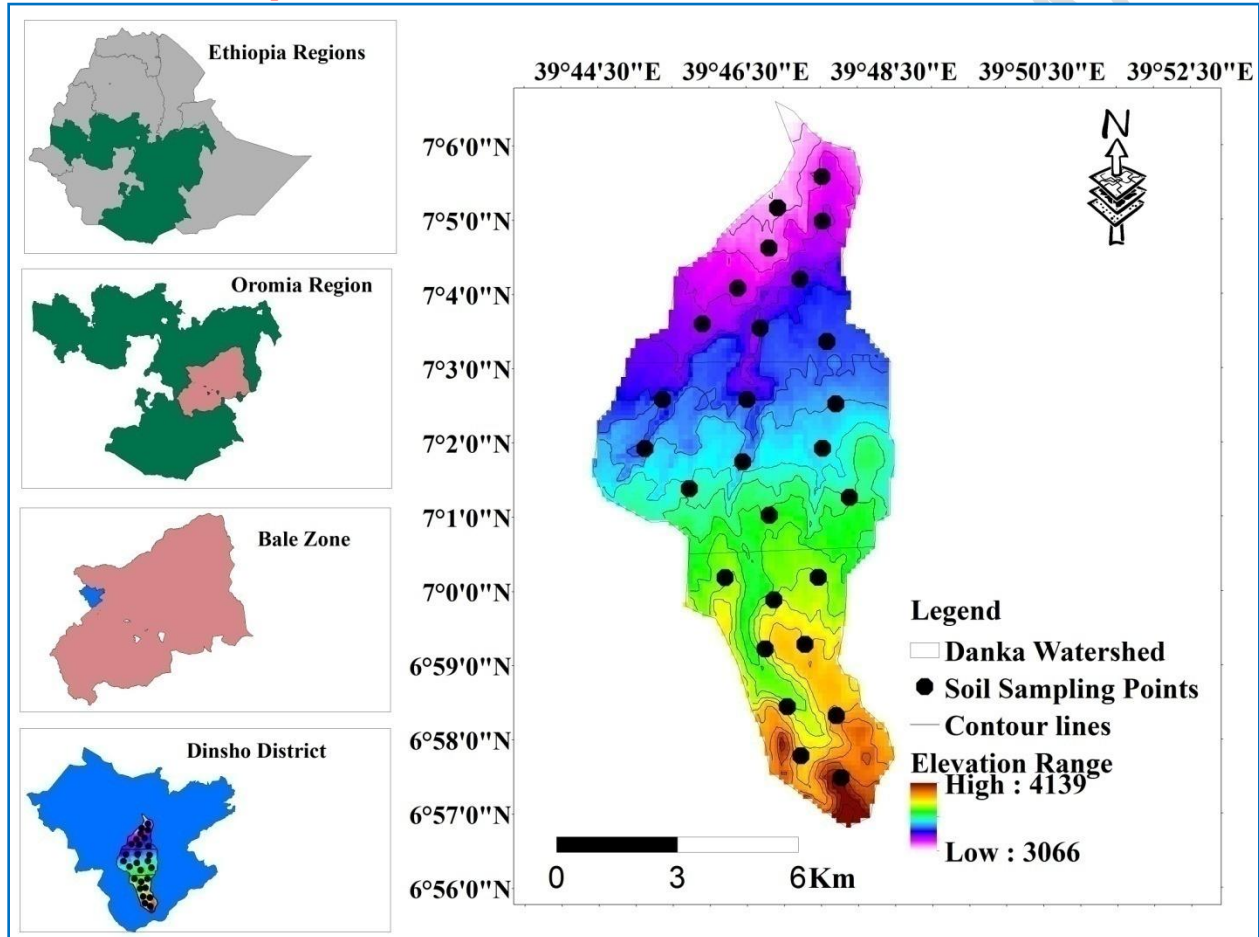 Ethiopia Regions
Oromia Region
Bale Zone
Dinsho District
39°44'30"E 39°46'30"E 39°48'30"E 39°50'30"E 39°52'30"E
7°6'0"N
7°5'0"N
7°4'0"N
7°3'0"N
7°2'0"N
7°1'0"N
7°0'0"N
6°59'0"N
6°58'0"N
6°57'0"N
6°56'0"N
N
Legend
Danka Watershed
Soil Sampling Points
Contour lines
Elevation Range
High : 4139
Low : 3066
0 3 6Km